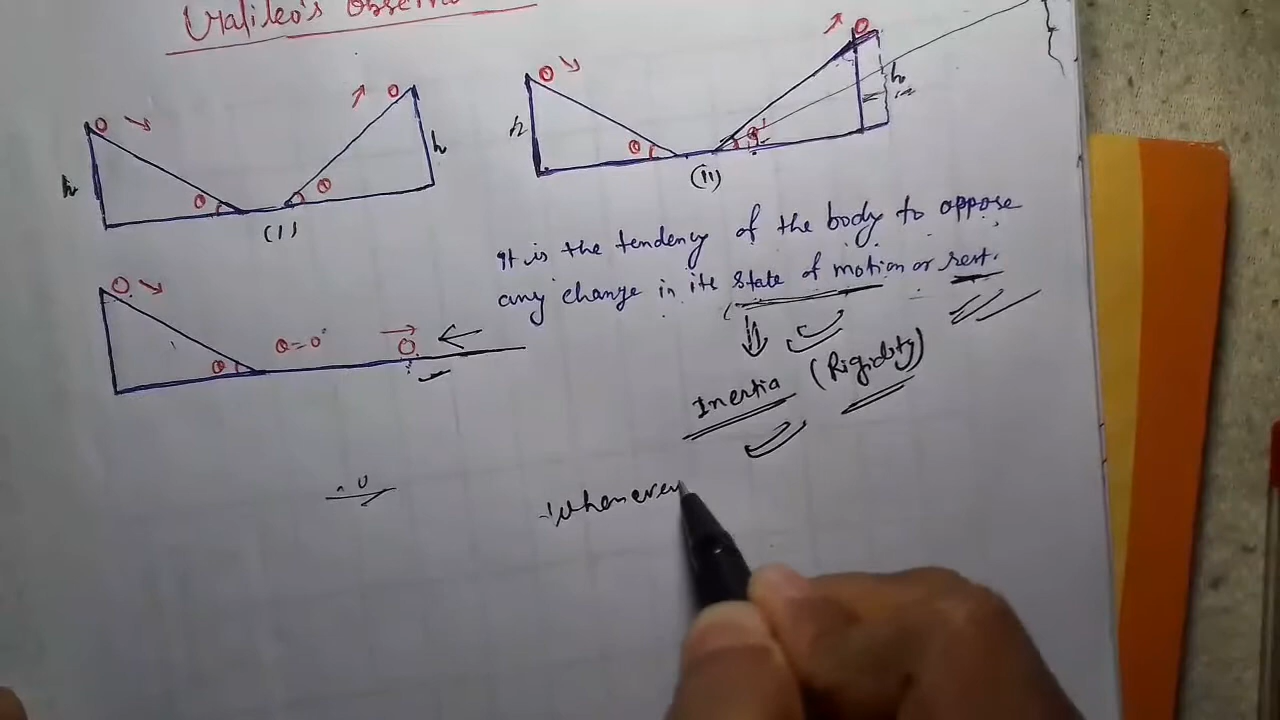 Galileo's Observa
h
θ
θ
h
(I)
h
θ
θ'
h
(II)
It is the tendency of the body to oppose
any change in its state of motion or rest.
θ
θ=0°
Inertia (Rigidity)
Whenever